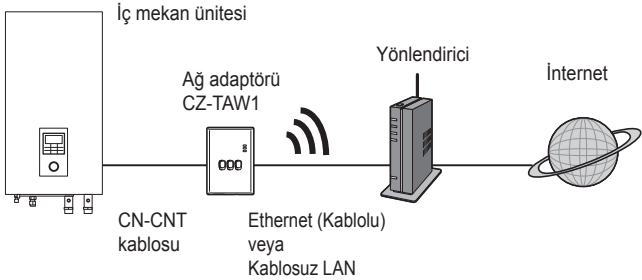 İç mekan ünitesi
Yönlendirici
İnternet
Ağ adaptörü
CZ-TAW1
CN-CNT
kablosu
Ethernet (Kablolu)
veya
Kablosuz LAN